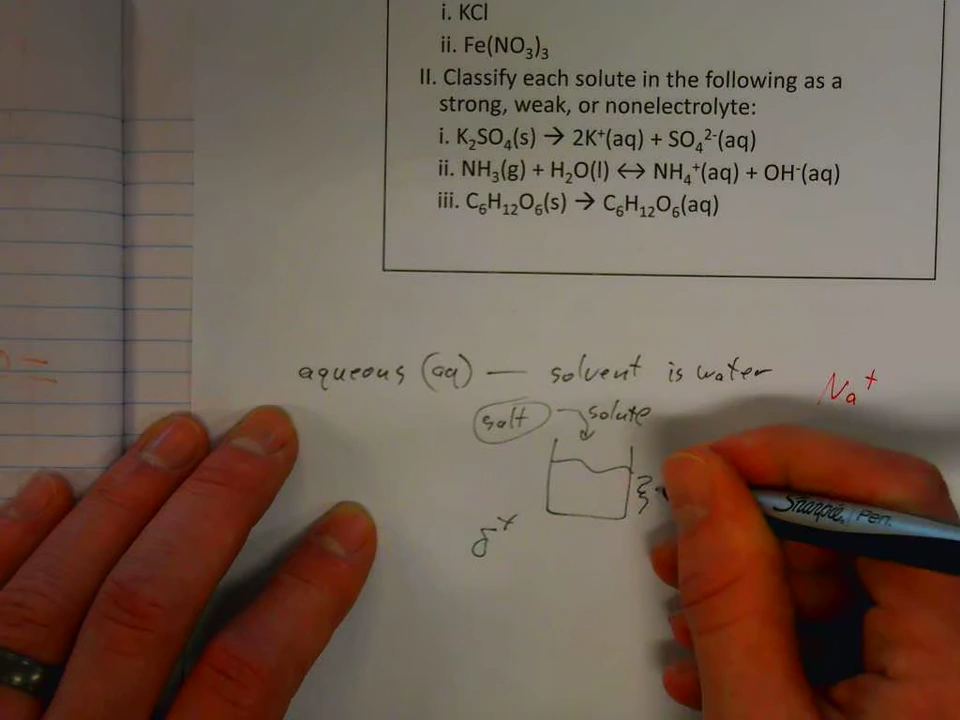 i. KCl
ii. Fe(NO₃)₃
II. Classify each solute in the following as a
strong, weak, or nonelectrolyte:
i. K₂SO₄(s) → 2K⁺(aq) + SO₄²⁻(aq)
ii. NH₃(g) + H₂O(l) ↔ NH₄⁺(aq) + OH⁻(aq)
iii. C₆H₁₂O₆(s) → C₆H₁₂O₆(aq)
aqueous (aq) — solvent is water
Na⁺
salt solute
δ⁺
Sharpie Pen.